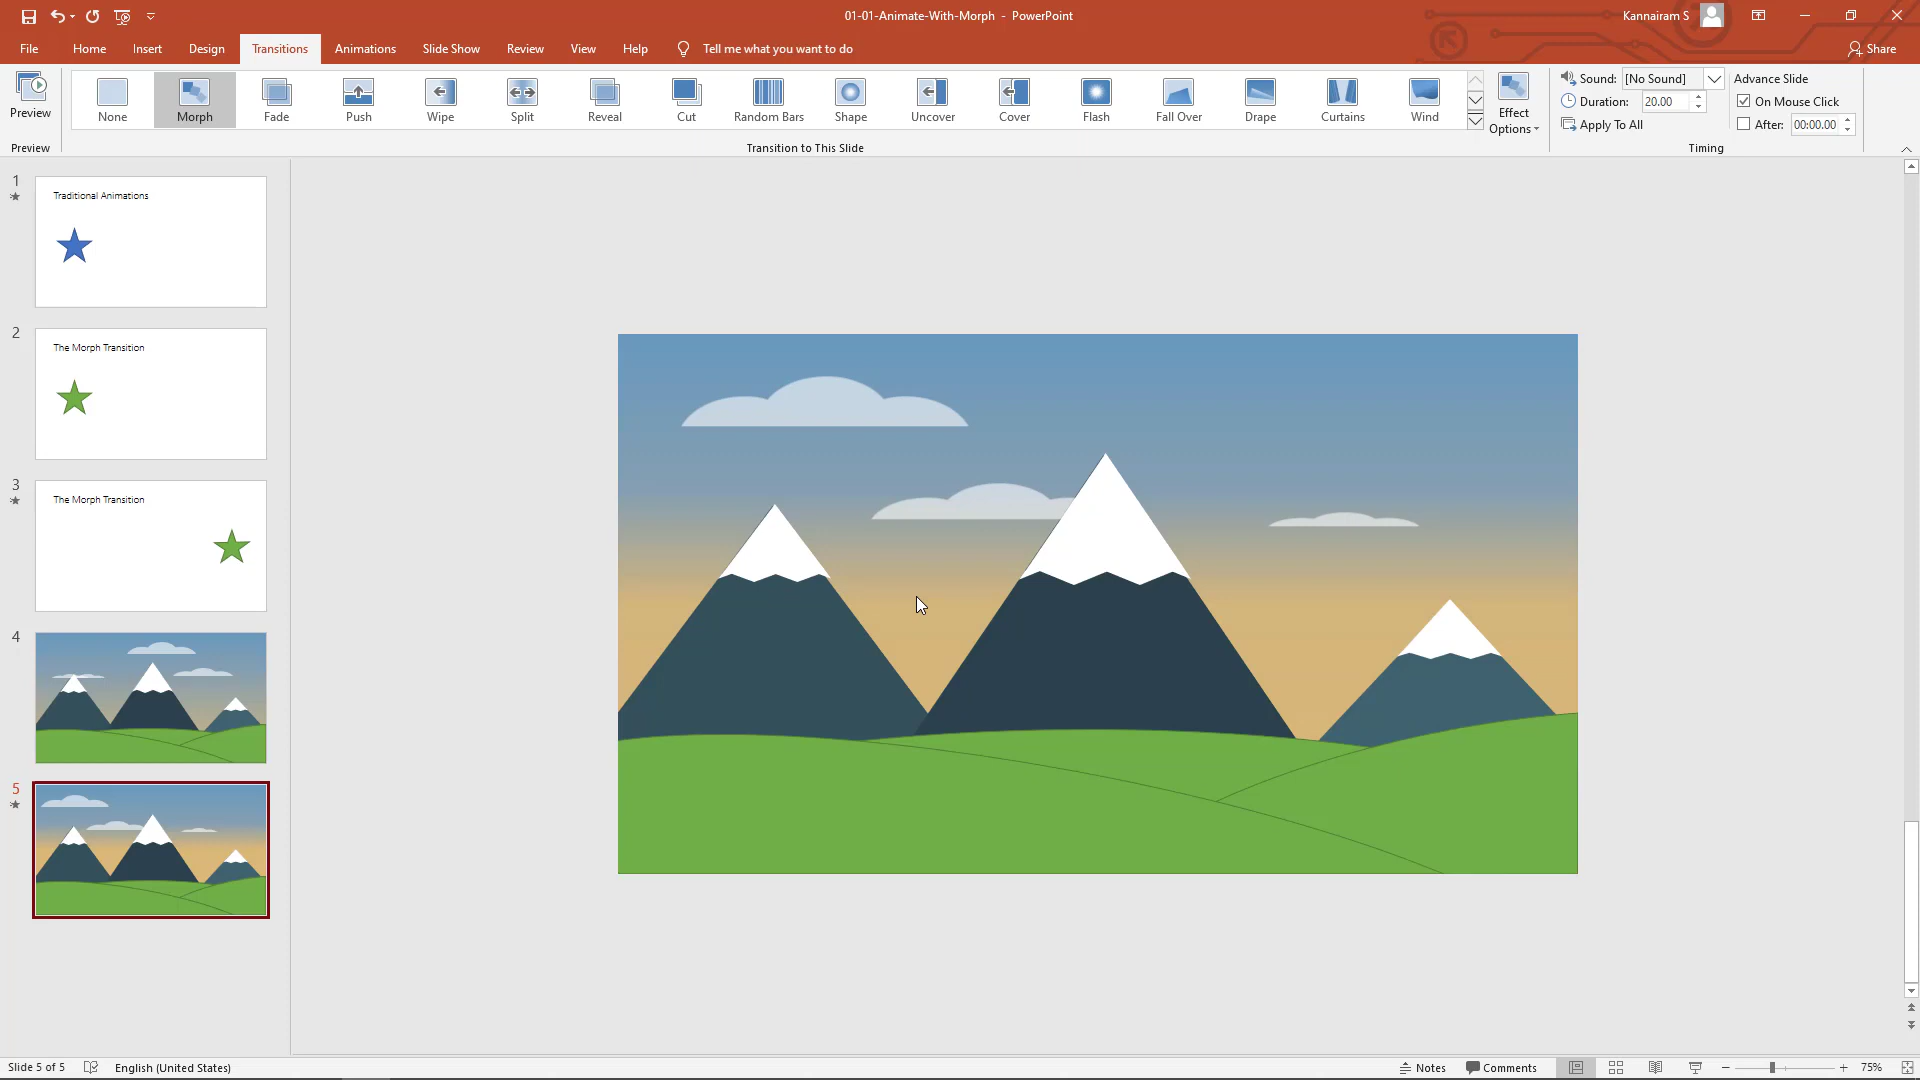 01-01-Animate-With-Morph - PowerPoint
Kannairam S
File Home Insert Design Transitions Animations Slide Show Review View Help Tell me what you want to do
Share
Preview
None Morph Fade Push Wipe Split Reveal Cut Random Bars Shape Uncover Cover Flash Fall Over Drape Curtains Wind
Effect
Options
Sound: [No Sound]
Duration: 20.00
Apply To All
Advance Slide
On Mouse Click
After: 00:00.00
Preview
Transition to This Slide
Timing
1
Traditional Animations
2
The Morph Transition
3
The Morph Transition
4
5
Slide 5 of 5
English (United States)
Notes
Comments
75%